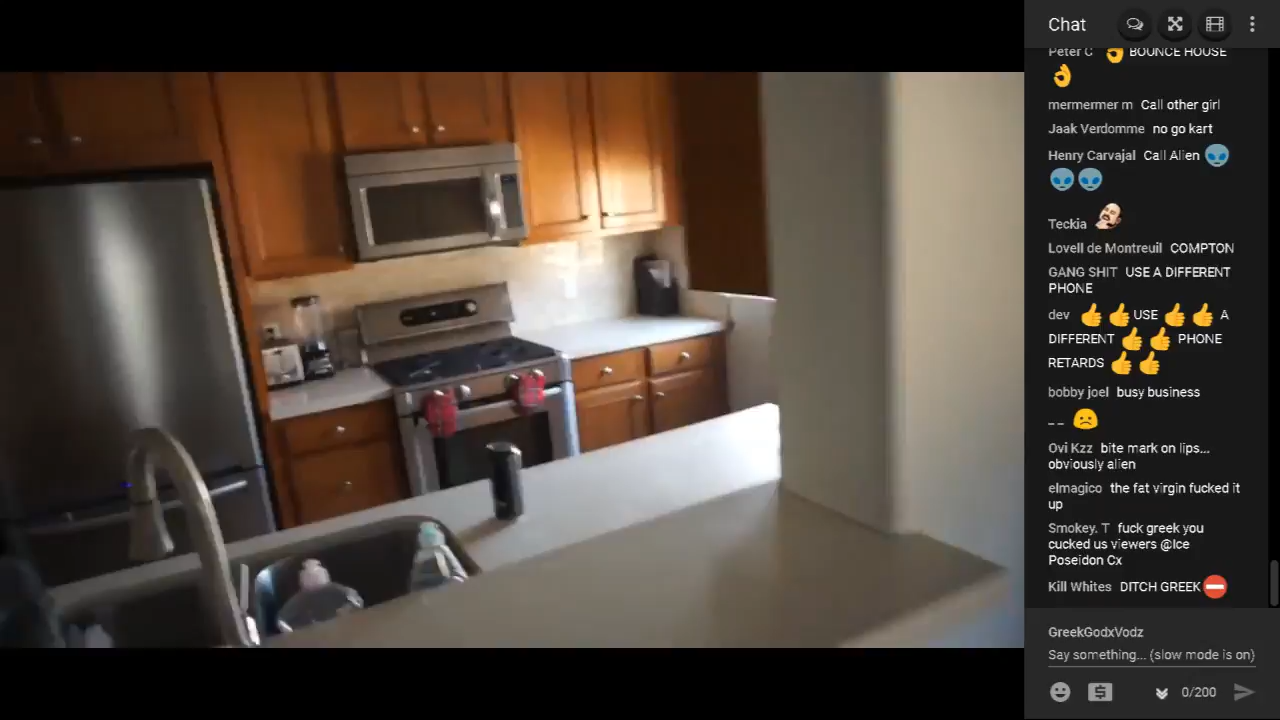 Chat
Peter C BOUNCE HOUSE
mermermer m Call other girl
Jaak Verdomme no go kart
Henry Carvajal Call Alien
Teckia
Lovell de Montreuil COMPTON
GANG SHIT USE A DIFFERENT
PHONE
dev USE A
DIFFERENT PHONE
RETARDS
bobby joel busy business
--
Ovi Kzz bite mark on lips...
obviously alien
elmagico the fat virgin fucked it
up
Smokey. T fuck greek you
cucked us viewers @Ice
Poseidon Cx
Kill Whites DITCH GREEK
GreekGodxVodz
Say something... (slow mode is on)
0/200